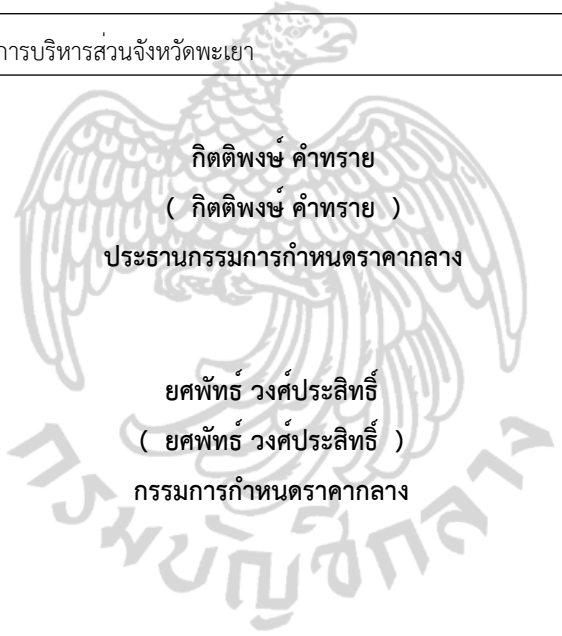 การบริหารส่วนจังหวัดพะเยา
กิตติพงษ์ คำทราย
( กิตติพงษ์ คำทราย )
ประธานกรรมการกำหนดราคากลาง
ยศพัทธ์ วงศ์ประสิทธิ์
( ยศพัทธ์ วงศ์ประสิทธิ์ )
กรรมการกำหนดราคากลาง
กรมบัญชีกลาง